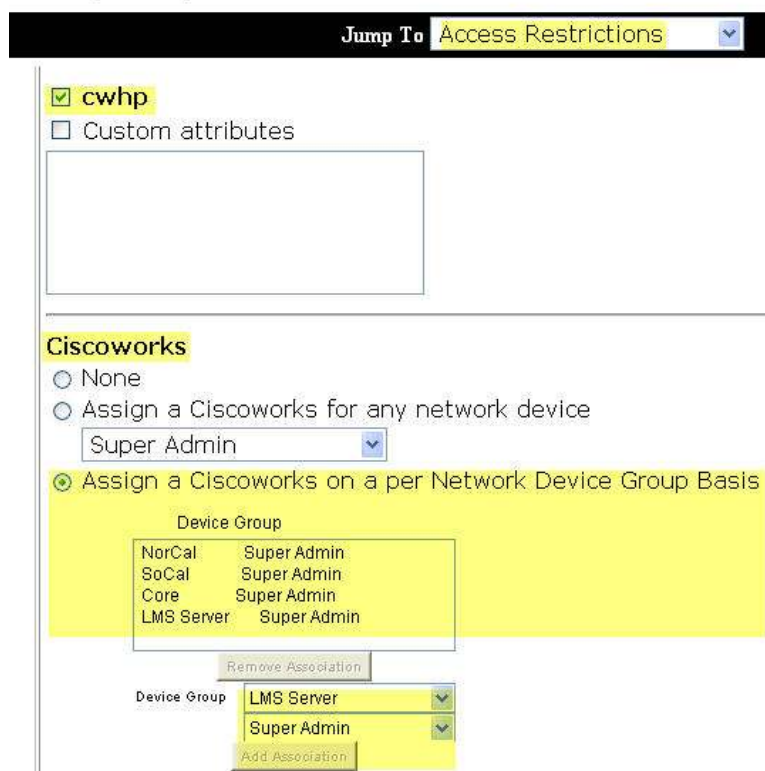 Jump To Access Restrictions
cwhp
Custom attributes
Ciscoworks
None
Assign a Ciscoworks for any network device
Super Admin
Assign a Ciscoworks on a per Network Device Group Basis
Device Group
NorCal Super Admin
SoCal Super Admin
Core Super Admin
LMS Server Super Admin
Remove Association
Device Group LMS Server
Super Admin
Add Association